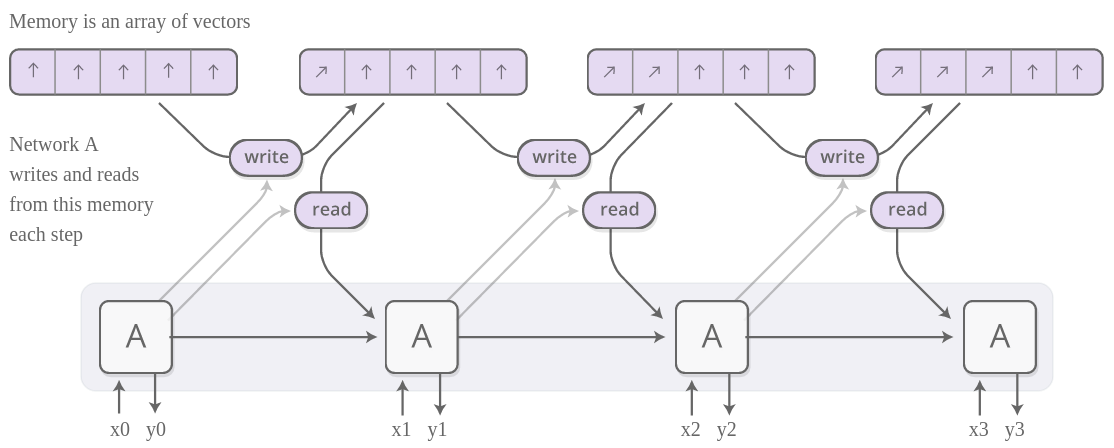 Memory is an array of vectors
Network A
writes and reads
from this memory
each step
write
write
write
read
read
read
A
A
A
A
x0 y0
x1 y1
x2 y2
x3 y3